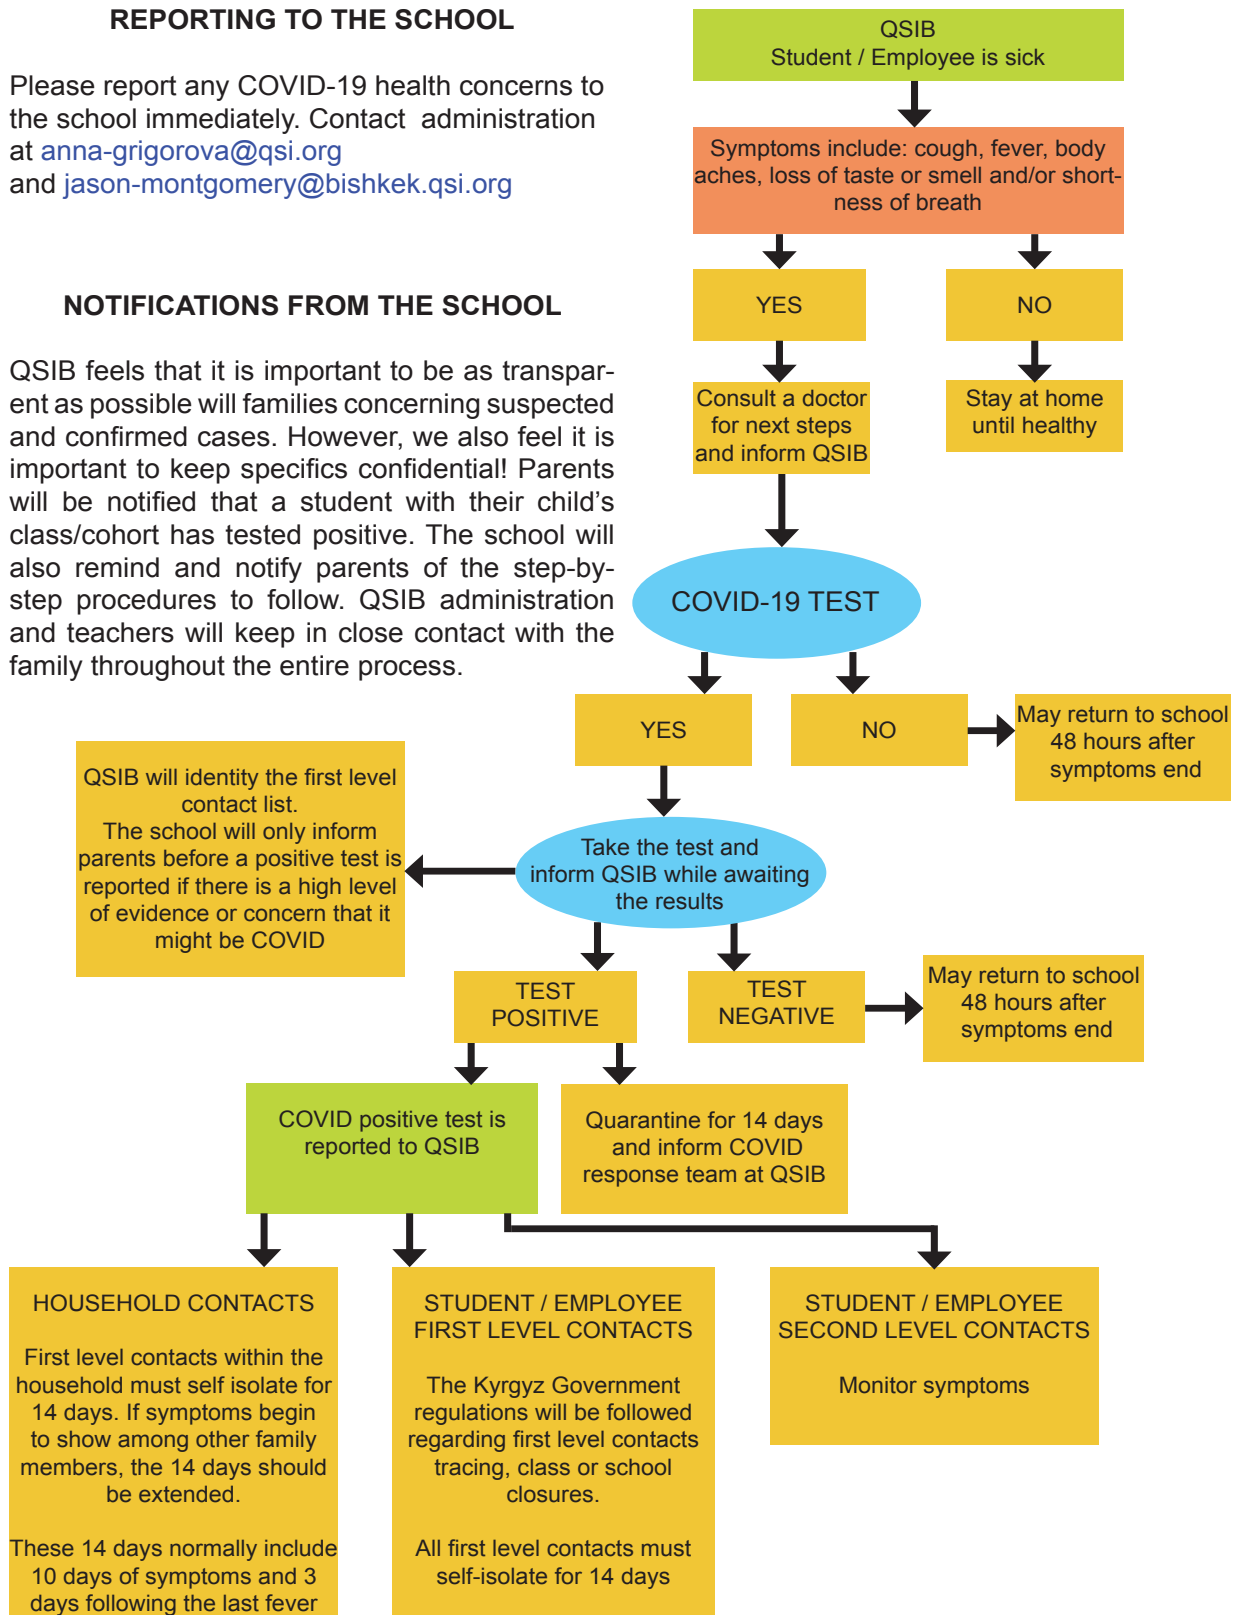 REPORTING TO THE SCHOOL
Please report any COVID-19 health concerns to
the school immediately. Contact administration
at anna-grigorova@qsi.org
and jason-montgomery@bishkek.qsi.org
NOTIFICATIONS FROM THE SCHOOL
QSIB feels that it is important to be as transpar-
ent as possible will families concerning suspected
and confirmed cases. However, we also feel it is
important to keep specifics confidential! Parents
will be notified that a student with their child's
class/cohort has tested positive. The school will
also remind and notify parents of the step-by-
step procedures to follow. QSIB administration
and teachers will keep in close contact with the
family throughout the entire process.
QSIB
Student / Employee is sick
Symptoms include: cough, fever, body
aches, loss of taste or smell and/or short-
ness of breath
YES
NO
Consult a doctor
for next steps
and inform QSIB
Stay at home
until healthy
COVID-19 TEST
YES
NO
May return to school
48 hours after
symptoms end
Take the test and
inform QSIB while awaiting
the results
QSIB will identity the first level
contact list.
The school will only inform
parents before a positive test is
reported if there is a high level
of evidence or concern that it
might be COVID
TEST
POSITIVE
TEST
NEGATIVE
May return to school
48 hours after
symptoms end
COVID positive test is
reported to QSIB
Quarantine for 14 days
and inform COVID
response team at QSIB
HOUSEHOLD CONTACTS
First level contacts within the
household must self isolate for
14 days. If symptoms begin
to show among other family
members, the 14 days should
be extended.
These 14 days normally include
10 days of symptoms and 3
days following the last fever
STUDENT / EMPLOYEE
FIRST LEVEL CONTACTS
The Kyrgyz Government
regulations will be followed
regarding first level contacts
tracing, class or school
closures.
All first level contacts must
self-isolate for 14 days
STUDENT / EMPLOYEE
SECOND LEVEL CONTACTS
Monitor symptoms